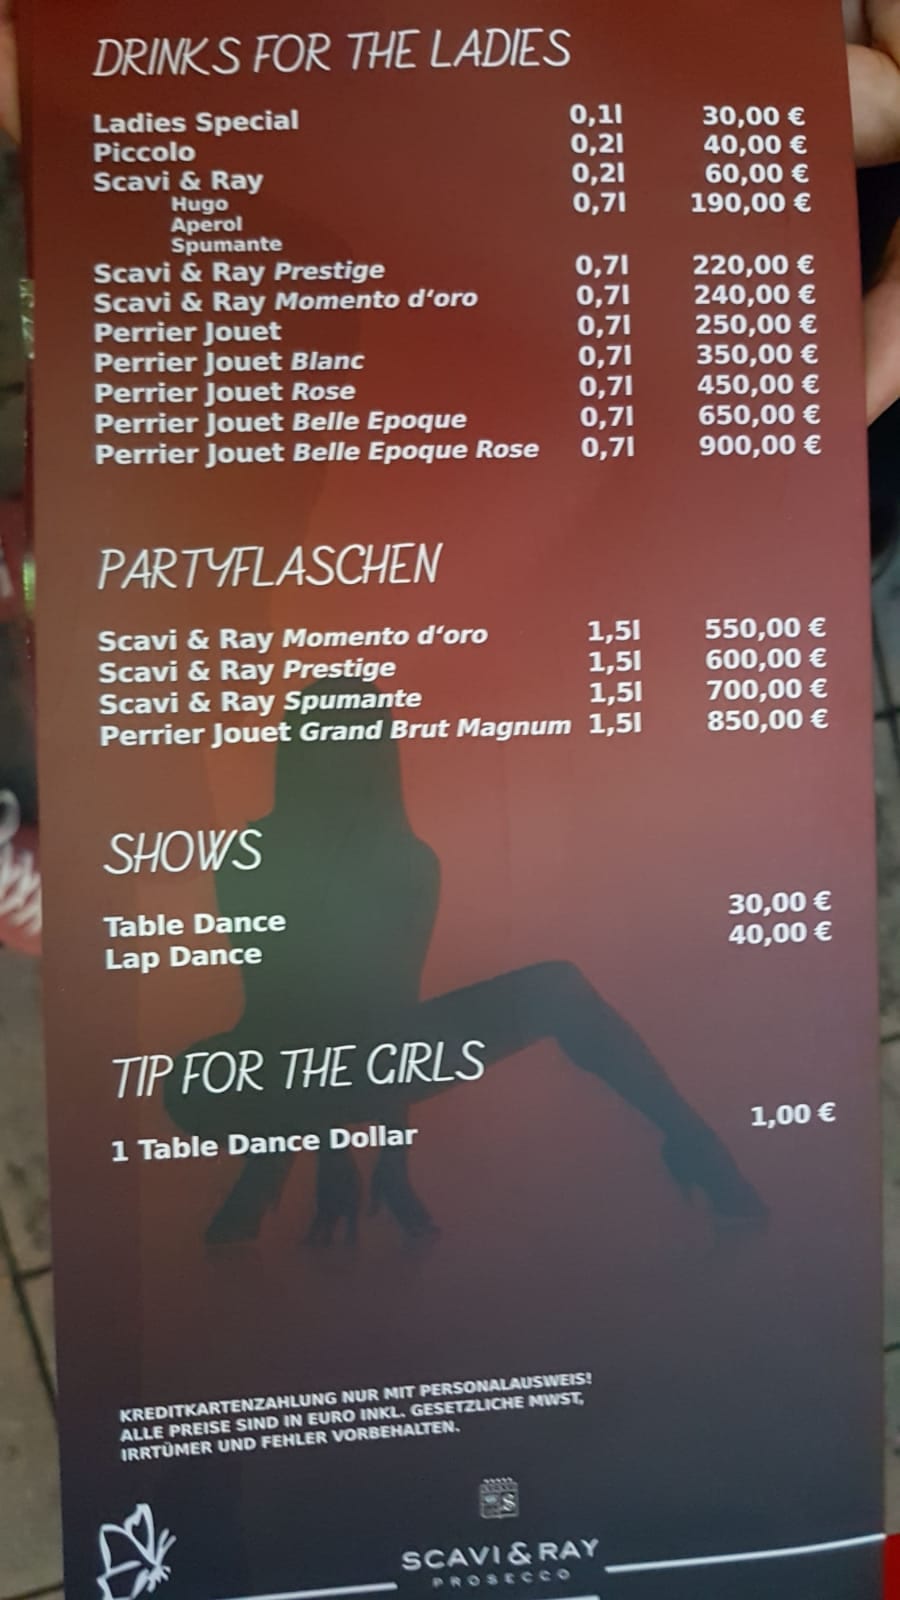 DRINKS FOR THE LADIES
Ladies Special 0,1l 30,00 €
Piccolo 0,2l 40,00 €
Scavi & Ray 0,2l 60,00 €
Hugo 0,7l 190,00 €
Aperol
Spumante
Scavi & Ray Prestige 0,7l 220,00 €
Scavi & Ray Momento d‘oro 0,7l 240,00 €
Perrier Jouet 0,7l 250,00 €
Perrier Jouet Blanc 0,7l 350,00 €
Perrier Jouet Rose 0,7l 450,00 €
Perrier Jouet Belle Epoque 0,7l 650,00 €
Perrier Jouet Belle Epoque Rose 0,7l 900,00 €
PARTYFLASCHEN
Scavi & Ray Momento d‘oro 1,5l 550,00 €
Scavi & Ray Prestige 1,5l 600,00 €
Scavi & Ray Spumante 1,5l 700,00 €
Perrier Jouet Grand Brut Magnum 1,5l 850,00 €
SHOWS
Table Dance 30,00 €
Lap Dance 40,00 €
TIP FOR THE GIRLS
1 Table Dance Dollar 1,00 €
KREDITKARTENZAHLUNG NUR MIT PERSONALAUSWEIS!
ALLE PREISE SIND IN EURO INKL. GESETZLICHE MWST,
IRRTÜMER UND FEHLER VORBEHALTEN.
SCAVI & RAY
PROSECCO